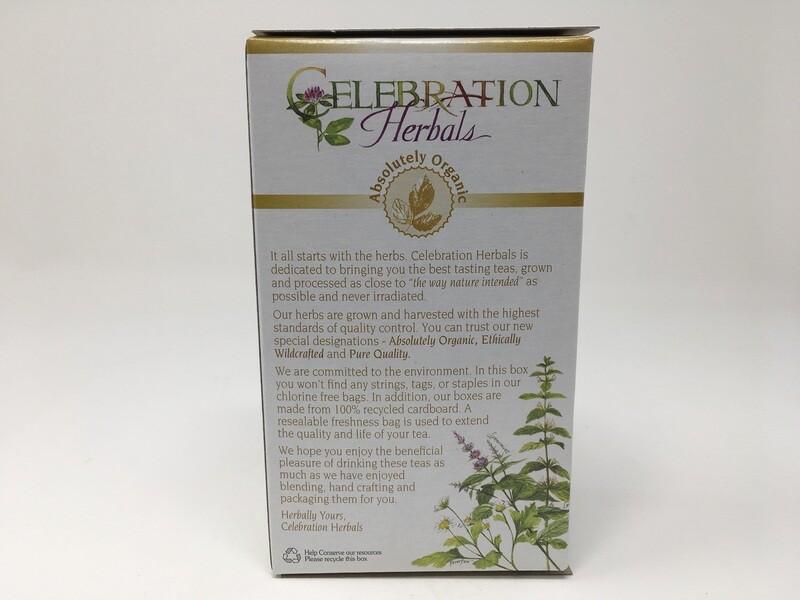 CELEBRATION
Herbals
Absolutely Organic
It all starts with the herbs. Celebration Herbals is
dedicated to bringing you the best tasting teas, grown
and processed as close to "the way nature intended" as
possible and never irradiated.
Our herbs are grown and harvested with the highest
standards of quality control. You can trust our new
special designations - Absolutely Organic, Ethically
Wildcrafted and Pure Quality.
We are committed to the environment. In this box
you won't find any strings, tags, or staples in our
chlorine free bags. In addition, our boxes are
made from 100% recycled cardboard. A
resealable freshness bag is used to extend
the quality and life of your tea.
We hope you enjoy the beneficial
pleasure of drinking these teas as
much as we have enjoyed
blending, hand crafting and
packaging them for you.
Herbally Yours,
Celebration Herbals
Help Conserve our resources
Please recycle this box